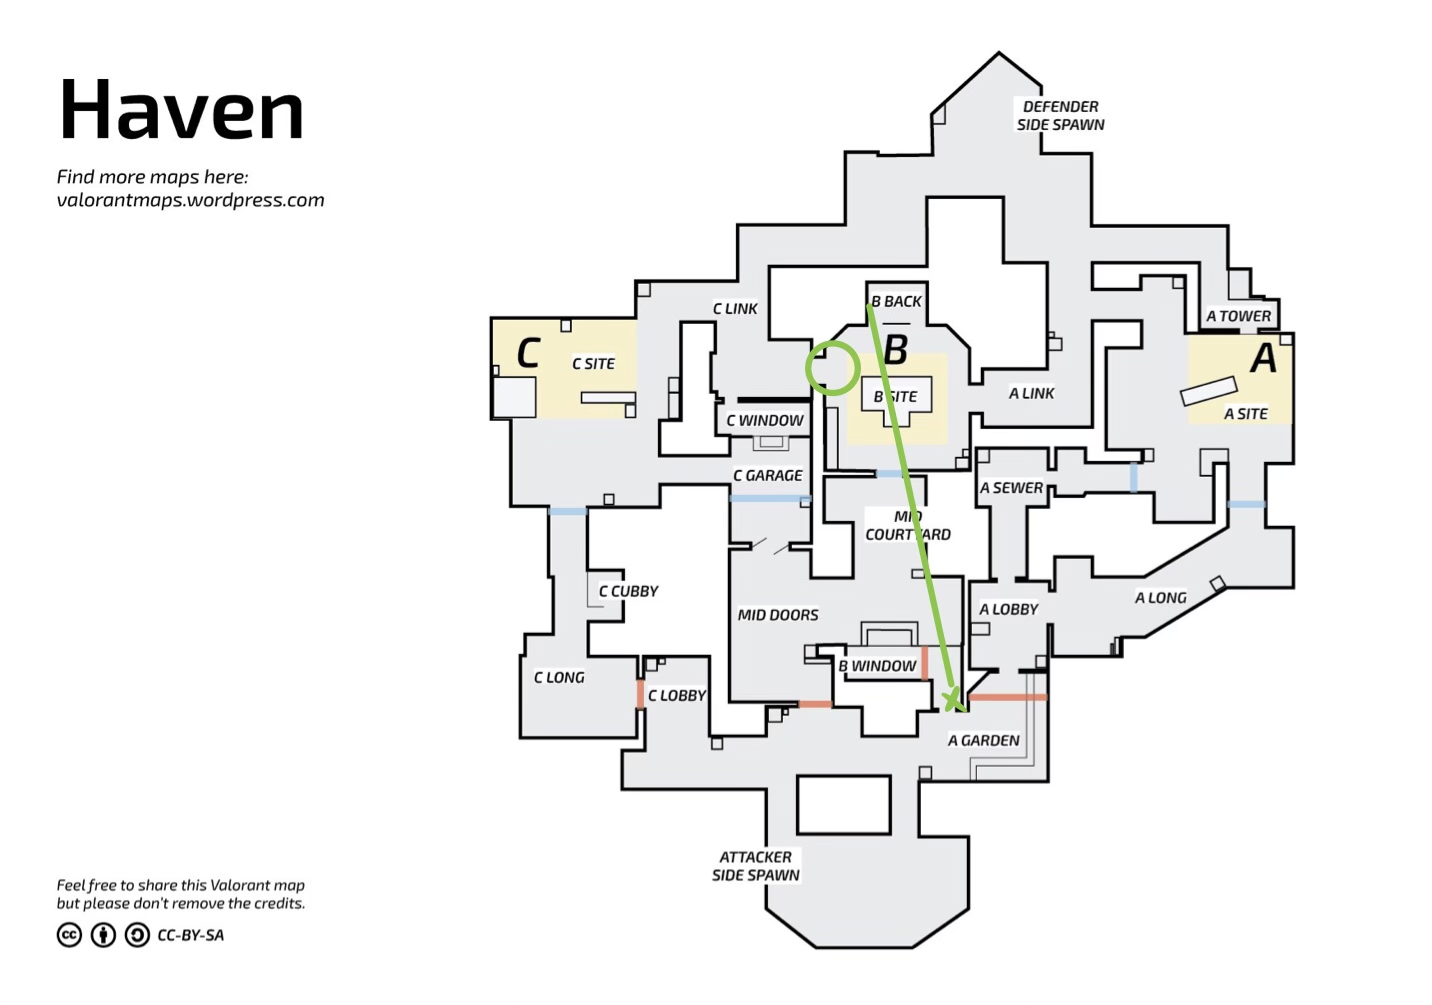 Haven
Find more maps here:
valorantmaps.wordpress.com
DEFENDER
SIDE SPAWN
C LINK
B BACK
A TOWER
C
C SITE
B
B SITE
A LINK
A
A SITE
C WINDOW
C GARAGE
A SEWER
MID
COURTYARD
C CUBBY
MID DOORS
A LOBBY
A LONG
B WINDOW
C LONG
C LOBBY
A GARDEN
ATTACKER
SIDE SPAWN
Feel free to share this Valorant map
but please don't remove the credits.
cc CC-BY-SA